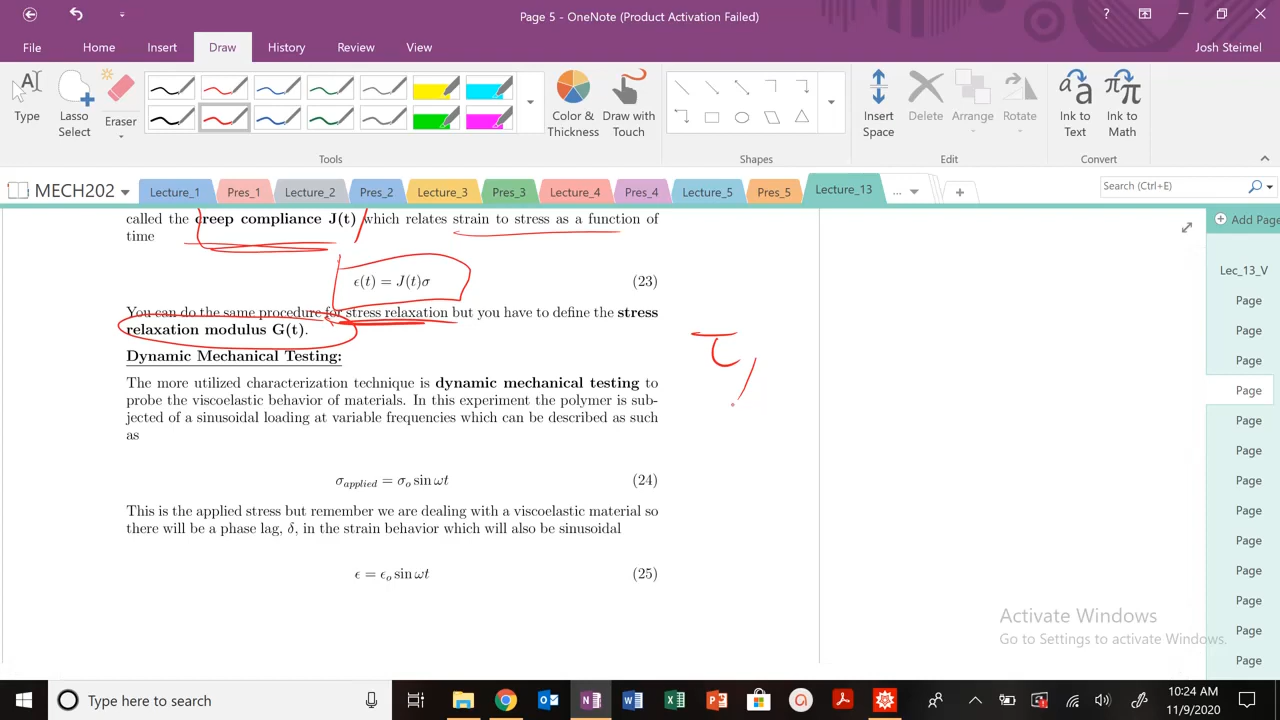 Page 5 - OneNote (Product Activation Failed)
?
File Home Insert Draw History Review View Josh Steimel
Type
Lasso Select
Eraser
Color & Thickness
Draw with Touch
Insert Space
Delete
Arrange
Rotate
Ink to Text
Ink to Math
Tools Shapes Edit Convert
MECH202 Lecture_1 Pres_1 Lecture_2 Pres_2 Lecture_3 Pres_3 Lecture_4 Pres_4 Lecture_5 Pres_5 Lecture_13 ... Search (Ctrl+E)
called the creep compliance J(t) which relates strain to stress as a function of
time
ϵ(t) = J(t)σ (23)
You can do the same procedure for stress relaxation but you have to define the stress
relaxation modulus G(t).
Dynamic Mechanical Testing:
The more utilized characterization technique is dynamic mechanical testing to
probe the viscoelastic behavior of materials. In this experiment the polymer is sub-
jected of a sinusoidal loading at variable frequencies which can be described as such
as
σapplied = σo sin ωt (24)
This is the applied stress but remember we are dealing with a viscoelastic material so
there will be a phase lag, δ, in the strain behavior which will also be sinusoidal
ϵ = ϵo sin ωt (25)
τ /
Add Page
Lec_13_V
Page
Page
Page
Page
Page
Page
Page
Page
Page
Page
Page
Page
Page
Activate Windows
Go to Settings to activate Windows.
Type here to search
10:24 AM
11/9/2020